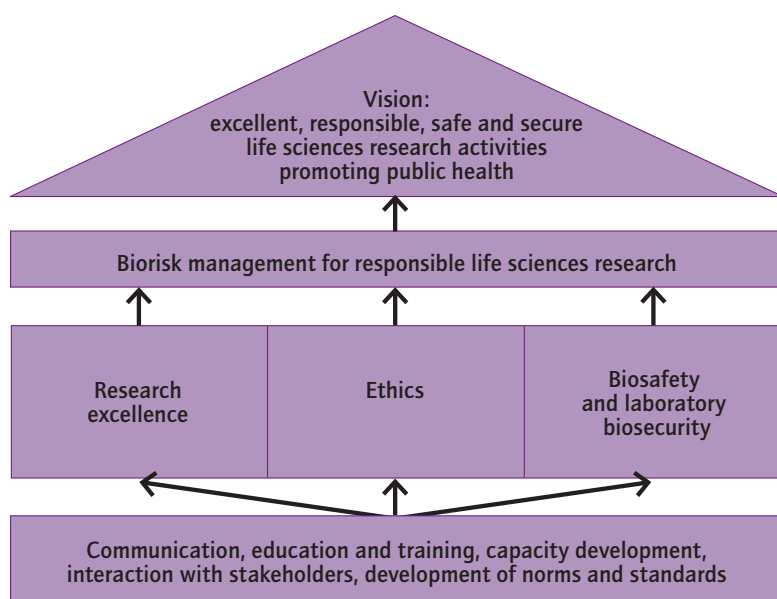 Vision:
excellent, responsible, safe and secure
life sciences research activities
promoting public health
Biorisk management for responsible life sciences research
Research
excellence
Ethics
Biosafety
and laboratory
biosecurity
Communication, education and training, capacity development,
interaction with stakeholders, development of norms and standards